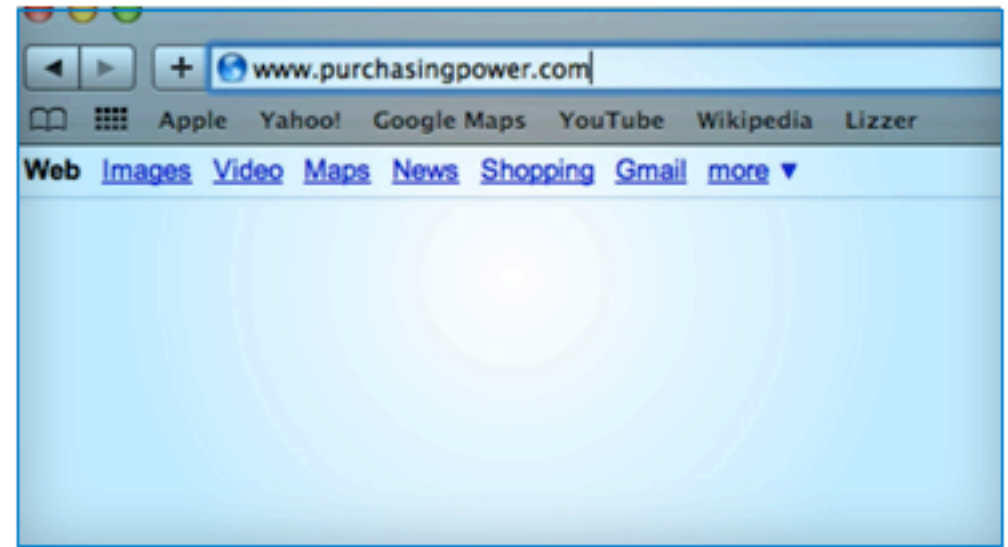 www.purchasingpower.com
Apple Yahoo! Google Maps YouTube Wikipedia Lizzer
Web Images Video Maps News Shopping Gmail more ▼